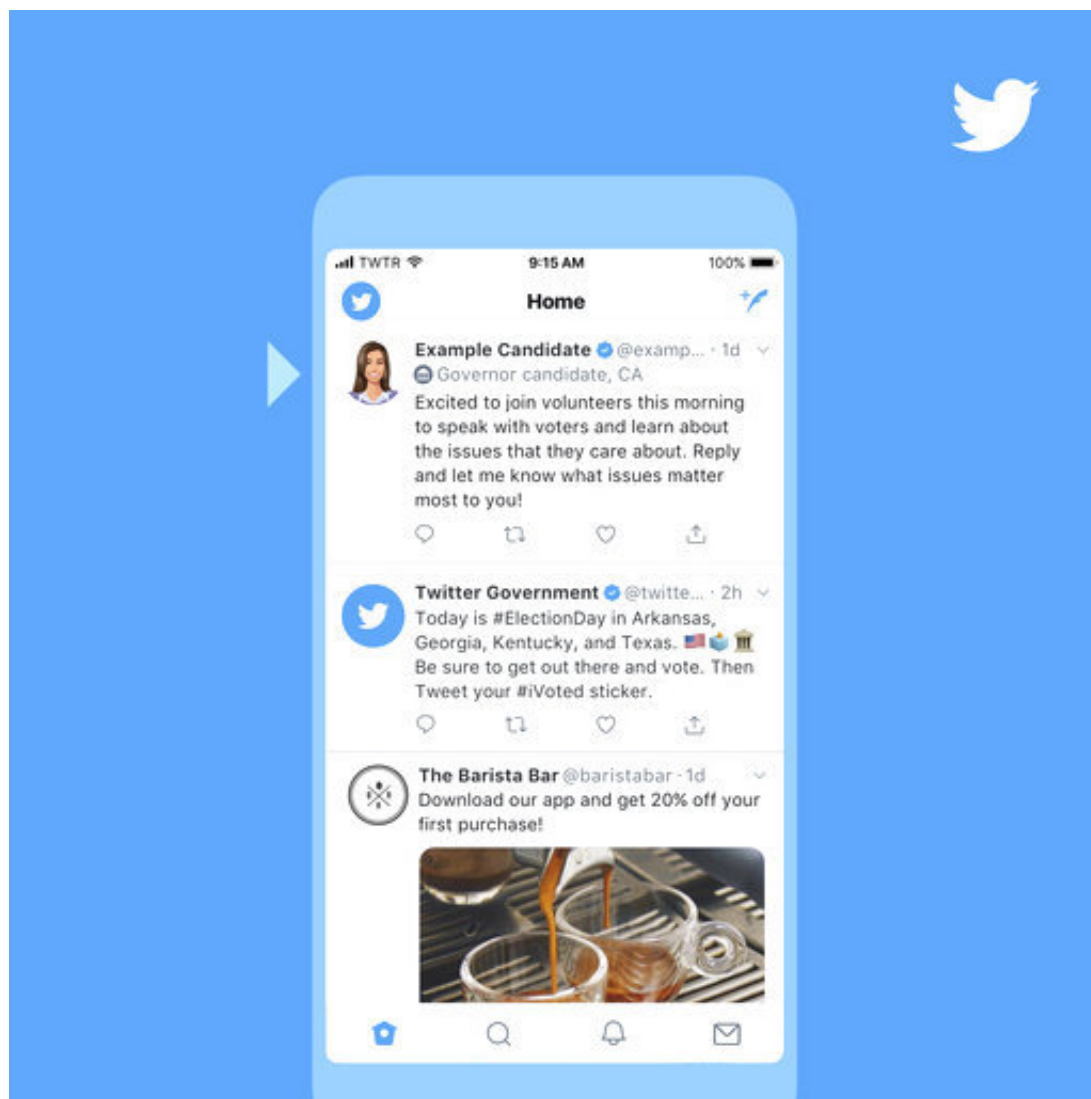 TWTR 9:15 AM 100%
Home
Example Candidate @examp... · 1d
Governor candidate, CA
Excited to join volunteers this morning
to speak with voters and learn about
the issues that they care about. Reply
and let me know what issues matter
most to you!
Twitter Government @twitte... · 2h
Today is #ElectionDay in Arkansas,
Georgia, Kentucky, and Texas. 🇺🇸🗳️🏛️
Be sure to get out there and vote. Then
Tweet your #iVoted sticker.
The Barista Bar @baristabar · 1d
Download our app and get 20% off your
first purchase!